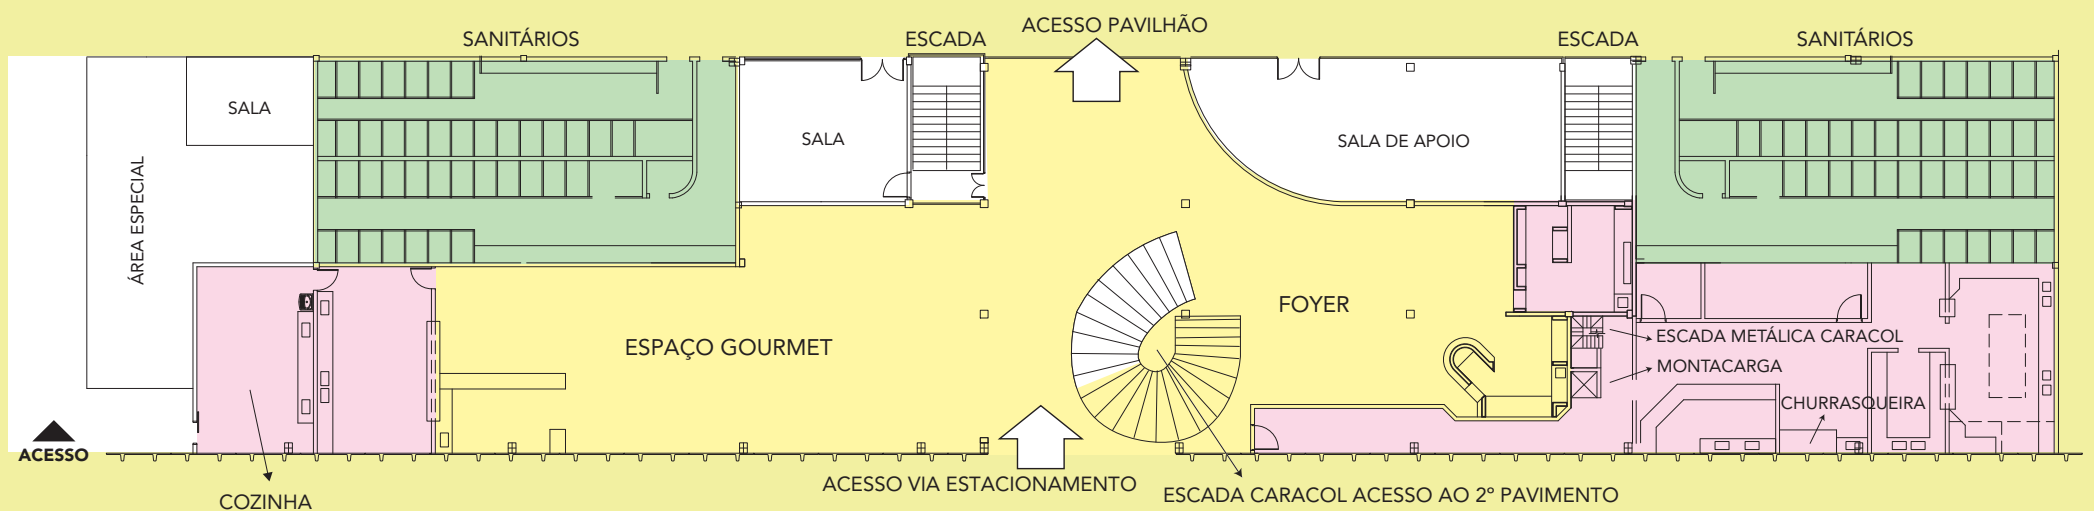 ACESSO PAVILHÃO
SANITÁRIOS
ESCADA
ESCADA
SANITÁRIOS
SALA
SALA
SALA DE APOIO
ÁREA ESPECIAL
FOYER
ESPAÇO GOURMET
ESCADA METÁLICA CARACOL
MONTACARGA
CHURRASQUEIRA
ACESSO
ACESSO VIA ESTACIONAMENTO
ESCADA CARACOL ACESSO AO 2º PAVIMENTO
COZINHA